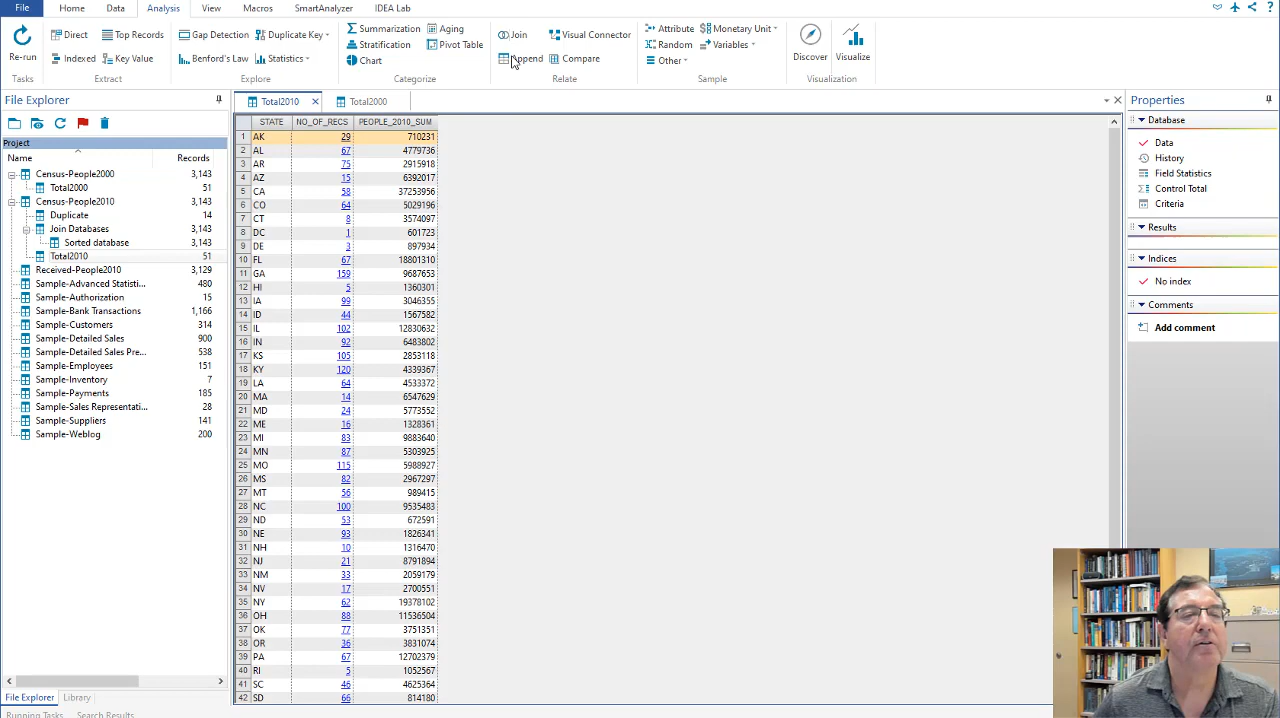 File Home Data Analysis View Macros SmartAnalyzer IDEA Lab
Re-run Direct Top Records Gap Detection Duplicate Key Summarization Aging Join Visual Connector Attribute Monetary Unit Discover Visualize
Stratification Pivot Table Random Variables
Indexed Key Value Benford's Law Statistics Chart Append Compare Other
Tasks Extract Explore Categorize Relate Sample Visualization
File Explorer
Project
Name Records
Census-People2000 3,143
Total2000 51
Census-People2010 3,143
Duplicate 14
Join Databases 3,143
Sorted database 3,143
Total2010 51
Received-People2010 3,129
Sample-Advanced Statisti... 480
Sample-Authorization 15
Sample-Bank Transactions 1,166
Sample-Customers 314
Sample-Detailed Sales 900
Sample-Detailed Sales Pre... 538
Sample-Employees 151
Sample-Inventory 7
Sample-Payments 185
Sample-Sales Representati... 28
Sample-Suppliers 141
Sample-Weblog 200
File Explorer Library
Running Tasks Search Results
Total2010 Total2000
STATE NO_OF_RECS PEOPLE_2010_SUM
1 AK 29 710231
2 AL 67 4779736
3 AR 75 2915918
4 AZ 15 6392017
5 CA 58 37253956
6 CO 64 5029196
7 CT 8 3574097
8 DC 1 601723
9 DE 3 897934
10 FL 67 18801310
11 GA 159 9687653
12 HI 5 1360301
13 IA 99 3046355
14 ID 44 1567582
15 IL 102 12830632
16 IN 92 6483802
17 KS 105 2853118
18 KY 120 4339367
19 LA 64 4533372
20 MA 14 6547629
21 MD 24 5773552
22 ME 16 1328361
23 MI 83 9883640
24 MN 87 5303925
25 MO 115 5988927
26 MS 82 2967297
27 MT 56 989415
28 NC 100 9535483
29 ND 53 672591
30 NE 93 1826341
31 NH 10 1316470
32 NJ 21 8791894
33 NM 33 2059179
34 NV 17 2700551
35 NY 62 19378102
36 OH 88 11536504
37 OK 77 3751351
38 OR 36 3831074
39 PA 67 12702379
40 RI 5 1052567
41 SC 46 4625364
42 SD 66 814180
Properties
Database
Data
History
Field Statistics
Control Total
Criteria
Results
Indices
No index
Comments
Add comment